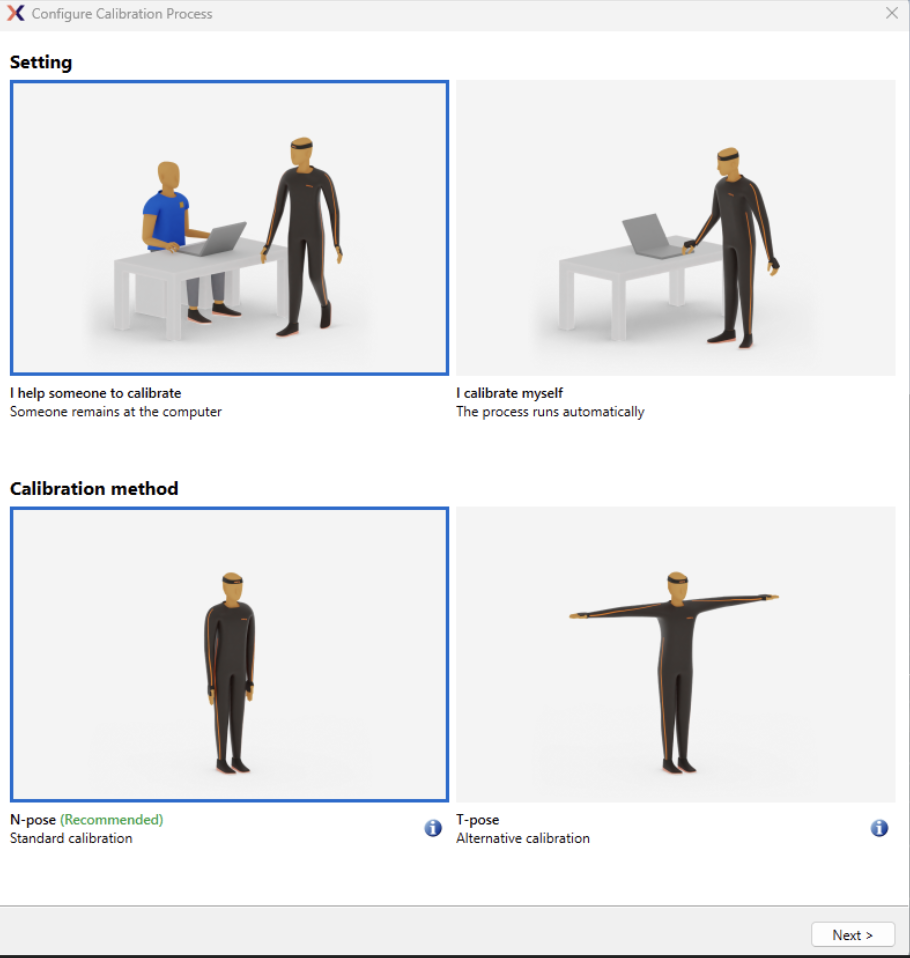 Configure Calibration Process
Setting
I help someone to calibrate
Someone remains at the computer
I calibrate myself
The process runs automatically
Calibration method
N-pose (Recommended)
Standard calibration
T-pose
Alternative calibration
Next >